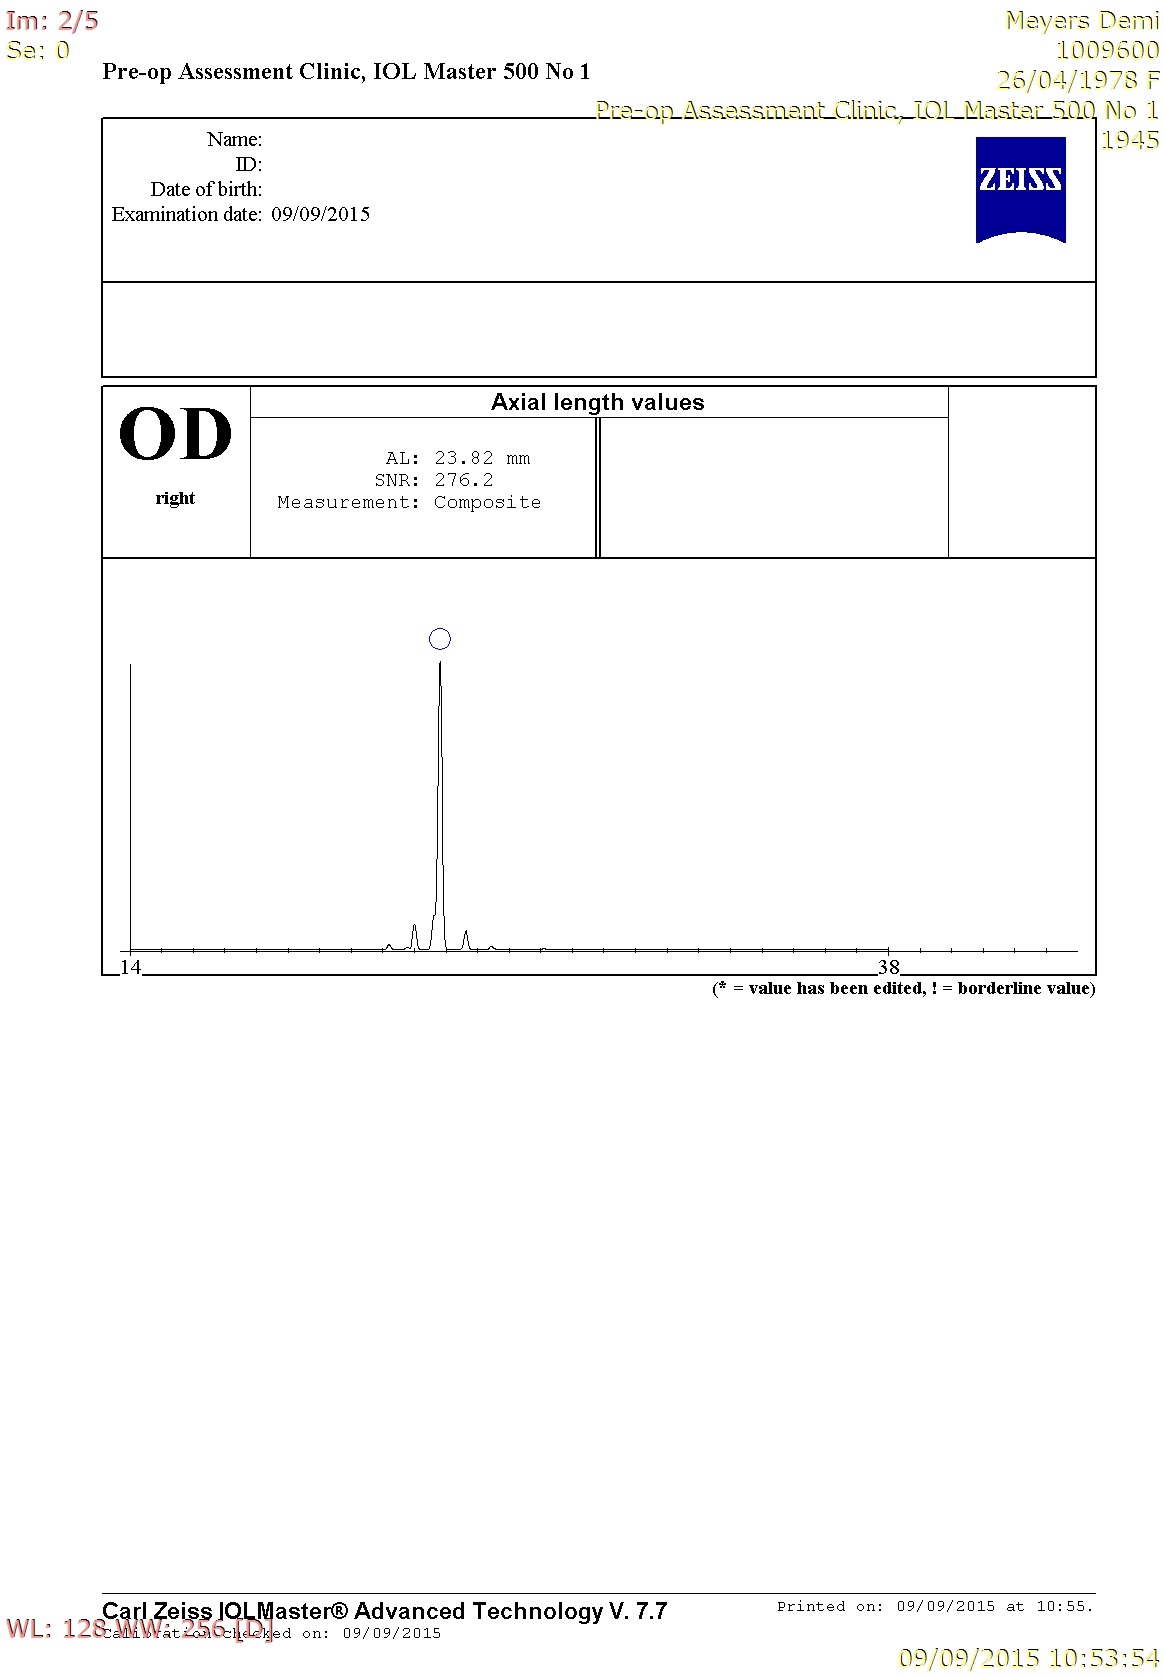 Im: 2/5
Se: 0
Meyers Demi
1009600
26/04/1978 F
Pre-op Assessment Clinic, IOL Master 500 No 1
1945
Pre-op Assessment Clinic, IOL Master 500 No 1
Name:
ID:
Date of birth:
Examination date: 09/09/2015
ZEISS
OD
right
Axial length values
AL: 23.82 mm
SNR: 276.2
Measurement: Composite
14
38
(* = value has been edited, ! = borderline value)
Carl Zeiss IOLMaster® Advanced Technology V. 7.7
Printed on: 09/09/2015 at 10:55.
WL: 128 WW: 256 [D]
Calibration checked on: 09/09/2015
09/09/2015 10:53:54